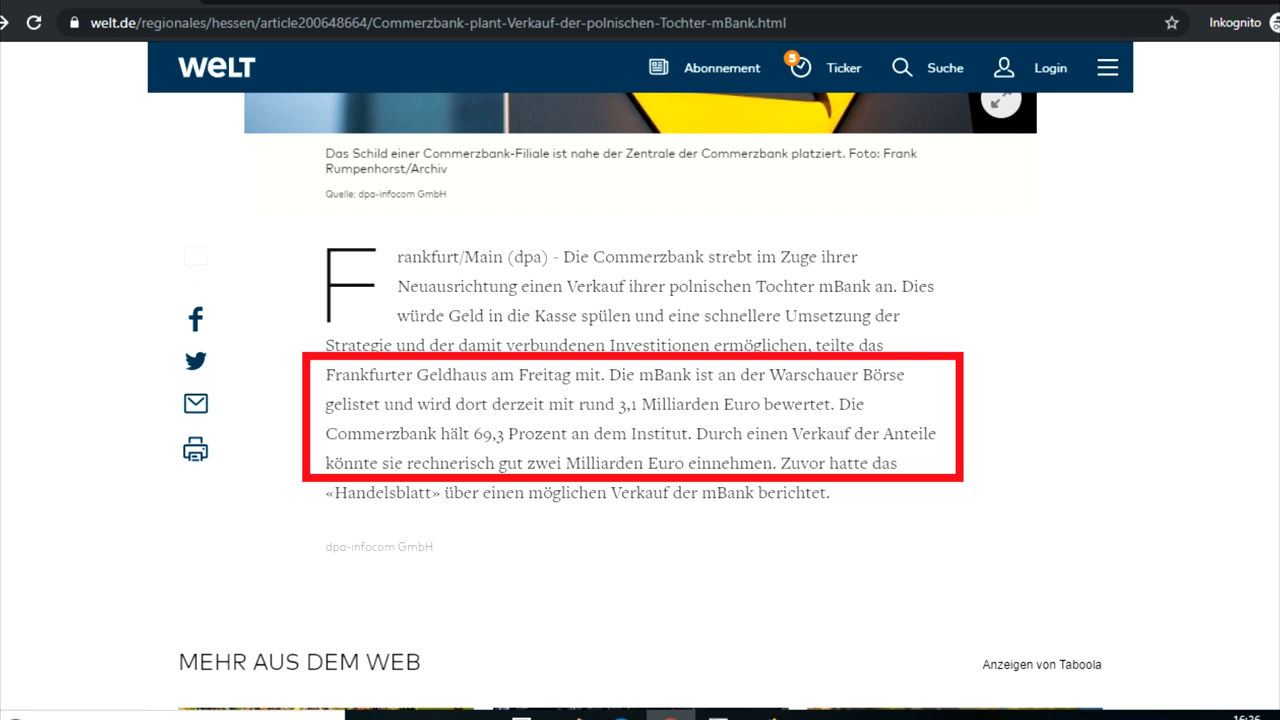 welt.de/regionales/hessen/article200648664/Commerzbank-plant-Verkauf-der-polnischen-Tochter-mBank.html
Inkognito
WELT
Abonnement
5
Ticker
Suche
Login
Das Schild einer Commerzbank-Filiale ist nahe der Zentrale der Commerzbank platziert. Foto: Frank
Rumpenhorst/Archiv
Quelle: dpa-infocom GmbH
Frankfurt/Main (dpa) - Die Commerzbank strebt im Zuge ihrer
Neuausrichtung einen Verkauf ihrer polnischen Tochter mBank an. Dies
würde Geld in die Kasse spülen und eine schnellere Umsetzung der
Strategie und der damit verbundenen Investitionen ermöglichen, teilte das
Frankfurter Geldhaus am Freitag mit. Die mBank ist an der Warschauer Börse
gelistet und wird dort derzeit mit rund 3,1 Milliarden Euro bewertet. Die
Commerzbank hält 69,3 Prozent an dem Institut. Durch einen Verkauf der Anteile
könnte sie rechnerisch gut zwei Milliarden Euro einnehmen. Zuvor hatte das
«Handelsblatt» über einen möglichen Verkauf der mBank berichtet.
dpa-infocom GmbH
MEHR AUS DEM WEB
Anzeigen von Taboola
16:26